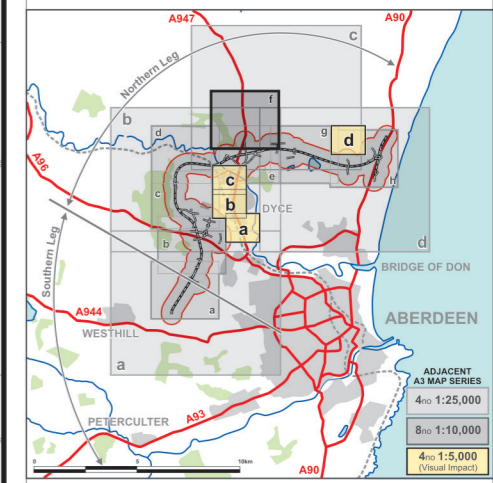 A947
A90
c
Northern Leg
f
b
g
d
d
A96
h
e
c
c
DYCE
b
a
j
b
d
Southern Leg
BRIDGE OF DON
a
A944
ABERDEEN
WESTHILL
a
ADJACENT
A3 MAP SERIES
4no 1:25,000
8no 1:10,000
PETERCULTER
A93
4no 1:5,000
(Visual Impact)
0 5 10km
A90